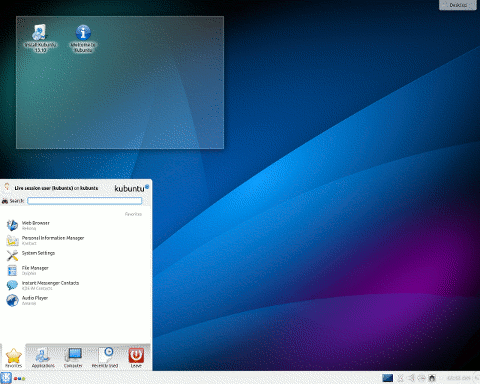 Desktop
Install Kubuntu
13.10
Welcome to
Kubuntu
Live session user (kubuntu) on kubuntu
kubuntu
Search:
Favorites
Web Browser
Rekonq
Personal Information Manager
Kontact
System Settings
File Manager
Dolphin
Instant Messenger Contacts
KDE IM Contacts
Audio Player
Amarok
Favorites
Applications
Computer
Recently Used
Leave